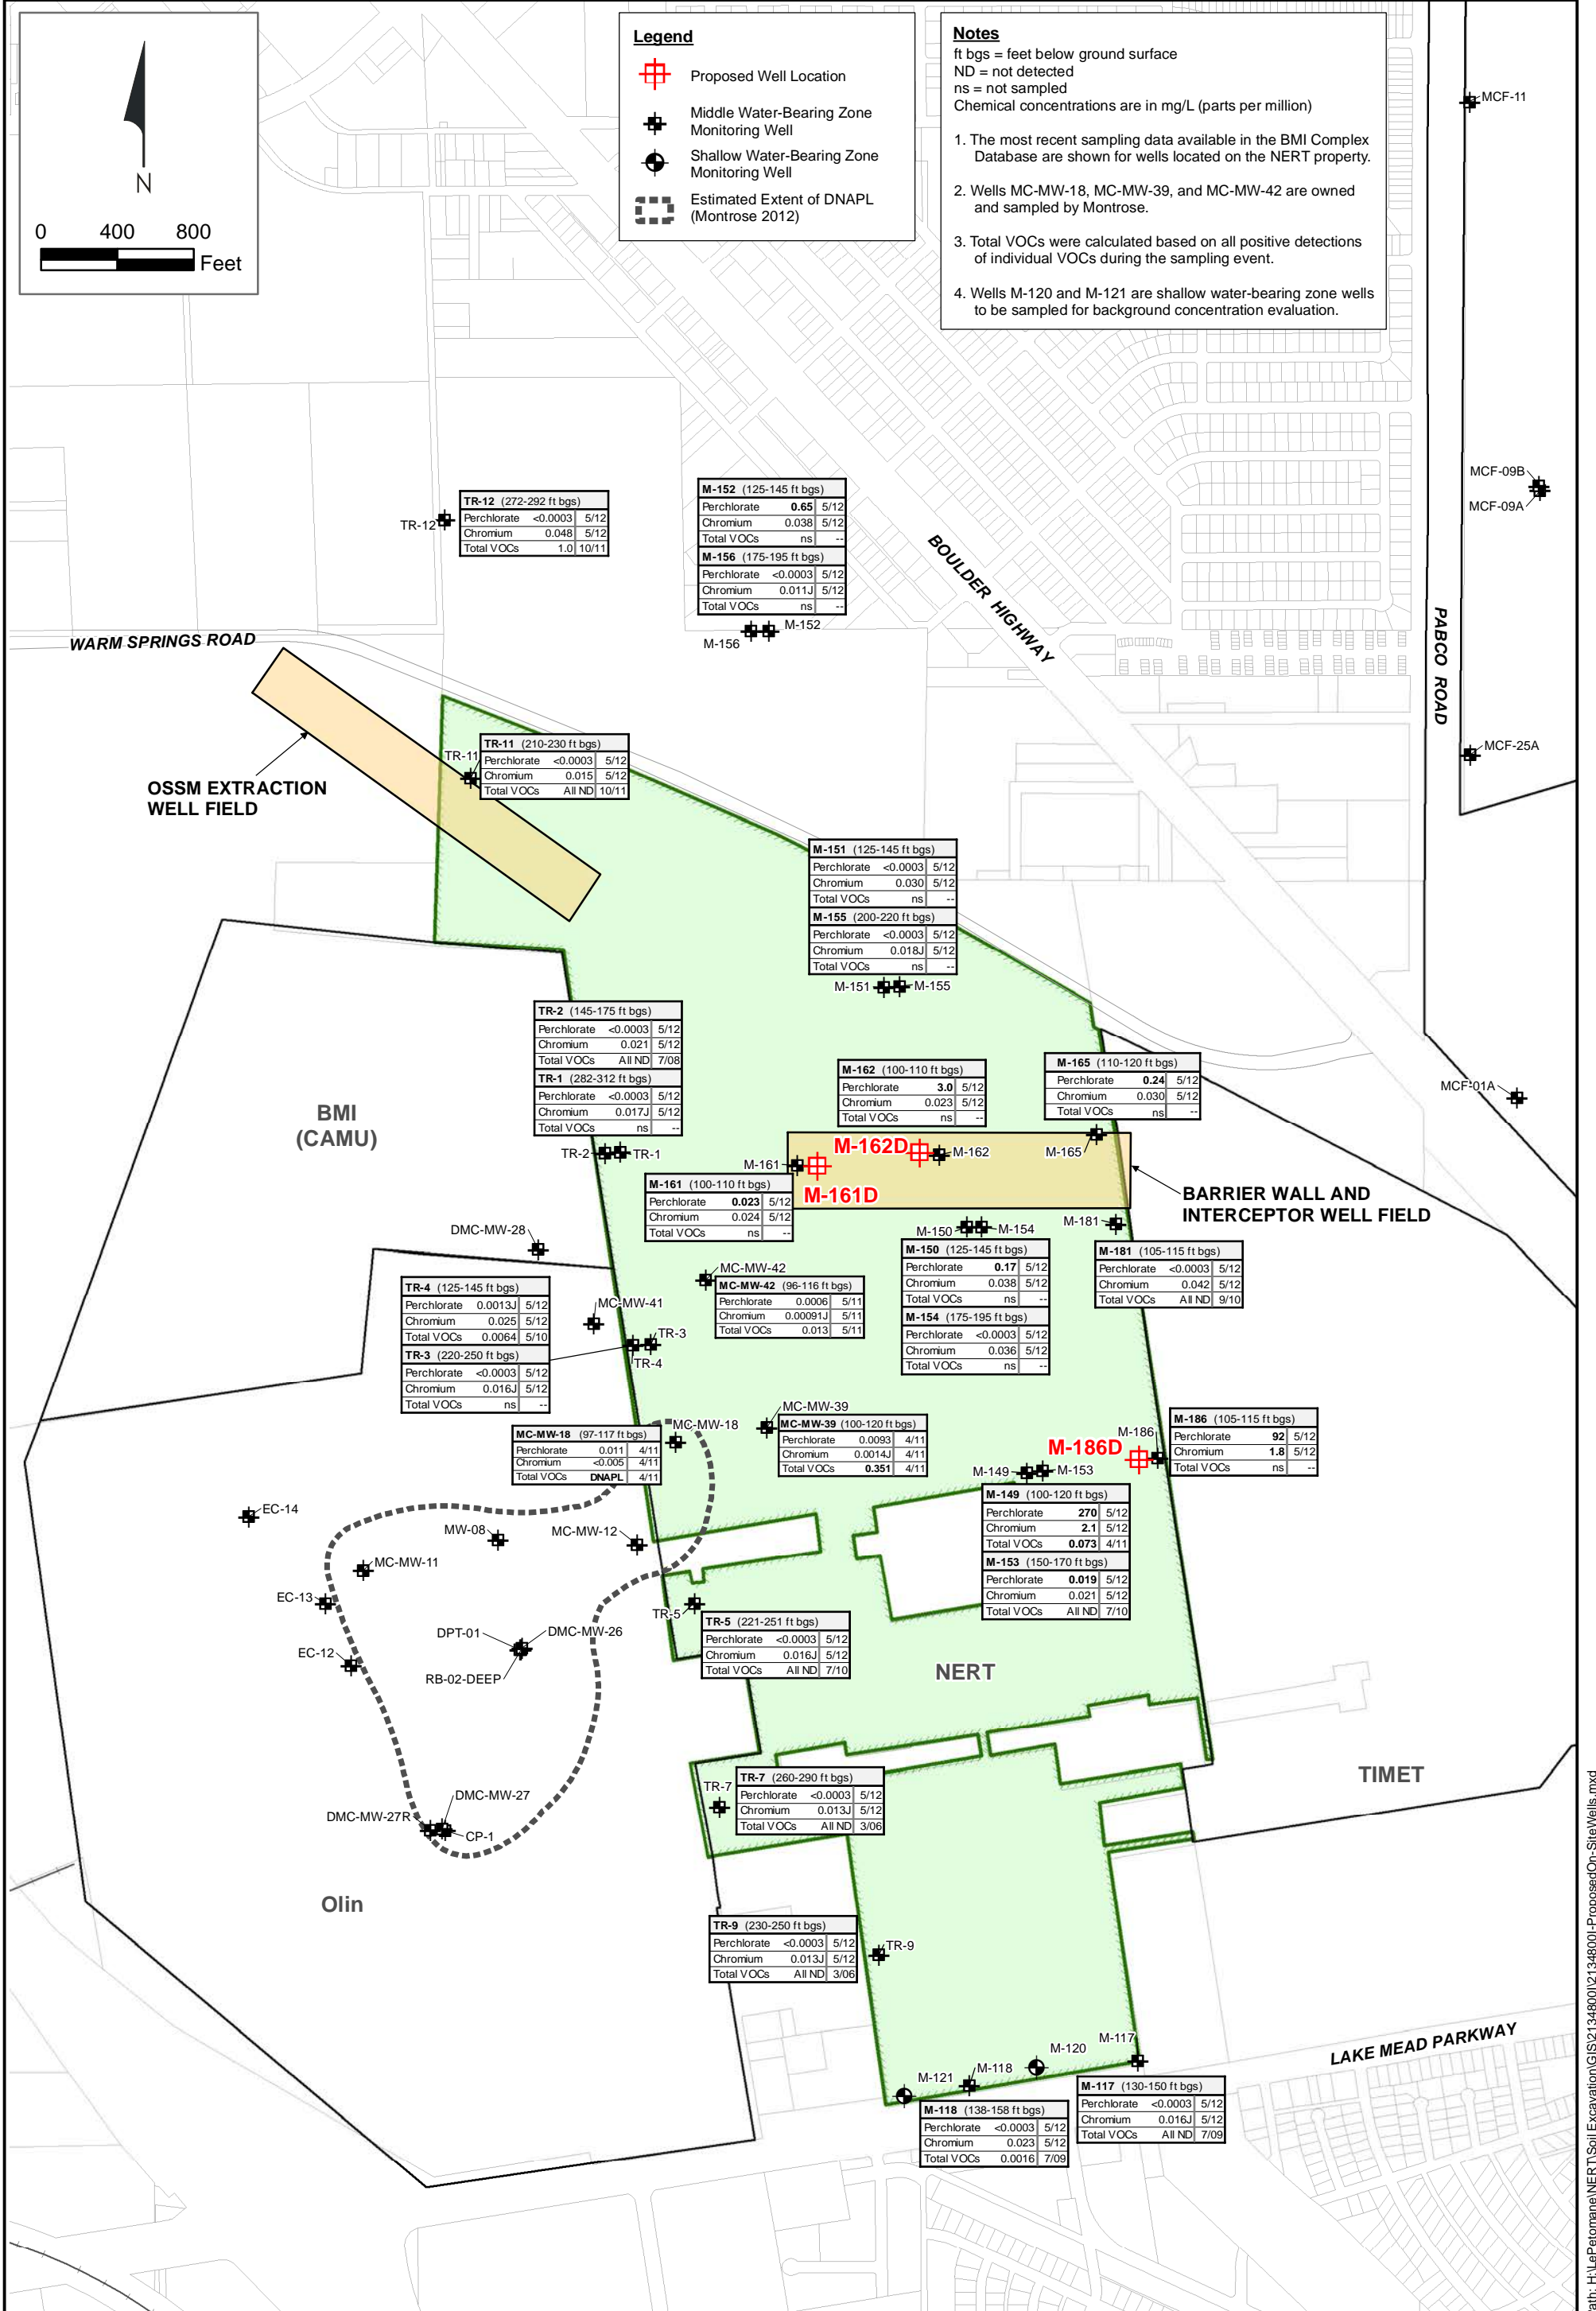 N
0 400 800
Feet
Legend
Proposed Well Location
Middle Water-Bearing Zone
Monitoring Well
Shallow Water-Bearing Zone
Monitoring Well
Estimated Extent of DNAPL
(Montrose 2012)
Notes
ft bgs = feet below ground surface
ND = not detected
ns = not sampled
Chemical concentrations are in mg/L (parts per million)
1. The most recent sampling data available in the BMI Complex
Database are shown for wells located on the NERT property.
2. Wells MC-MW-18, MC-MW-39, and MC-MW-42 are owned
and sampled by Montrose.
3. Total VOCs were calculated based on all positive detections
of individual VOCs during the sampling event.
4. Wells M-120 and M-121 are shallow water-bearing zone wells
to be sampled for background concentration evaluation.
MCF-11
MCF-09B
MCF-09A
TR-12
TR-12 (272-292 ft bgs)
Perchlorate <0.0003 5/12
Chromium 0.048 5/12
Total VOCs 1.0 10/11
M-152 (125-145 ft bgs)
Perchlorate 0.65 5/12
Chromium 0.038 5/12
Total VOCs ns --
M-156 (175-195 ft bgs)
Perchlorate <0.0003 5/12
Chromium 0.011J 5/12
Total VOCs ns --
M-152
M-156
BOULDER HIGHWAY
PABCO ROAD
WARM SPRINGS ROAD
MCF-25A
OSSM EXTRACTION
WELL FIELD
TR-11
TR-11 (210-230 ft bgs)
Perchlorate <0.0003 5/12
Chromium 0.015 5/12
Total VOCs All ND 10/11
M-151 (125-145 ft bgs)
Perchlorate <0.0003 5/12
Chromium 0.030 5/12
Total VOCs ns --
M-155 (200-220 ft bgs)
Perchlorate <0.0003 5/12
Chromium 0.018J 5/12
Total VOCs ns --
M-151 M-155
TR-2 (145-175 ft bgs)
Perchlorate <0.0003 5/12
Chromium 0.021 5/12
Total VOCs All ND 7/08
TR-1 (282-312 ft bgs)
Perchlorate <0.0003 5/12
Chromium 0.017J 5/12
Total VOCs ns --
TR-2 TR-1
M-162 (100-110 ft bgs)
Perchlorate 3.0 5/12
Chromium 0.023 5/12
Total VOCs ns --
M-165 (110-120 ft bgs)
Perchlorate 0.24 5/12
Chromium 0.030 5/12
Total VOCs ns --
MCF-01A
BMI
(CAMU)
M-162D
M-162
M-165
M-161
M-161D
M-161 (100-110 ft bgs)
Perchlorate 0.023 5/12
Chromium 0.024 5/12
Total VOCs ns --
BARRIER WALL AND
INTERCEPTOR WELL FIELD
M-150 M-154
M-181
M-150 (125-145 ft bgs)
Perchlorate 0.17 5/12
Chromium 0.038 5/12
Total VOCs ns --
M-154 (175-195 ft bgs)
Perchlorate <0.0003 5/12
Chromium 0.036 5/12
Total VOCs ns --
M-181 (105-115 ft bgs)
Perchlorate <0.0003 5/12
Chromium 0.042 5/12
Total VOCs All ND 9/10
DMC-MW-28
MC-MW-42
MC-MW-42 (96-116 ft bgs)
Perchlorate 0.0006 5/11
Chromium 0.00091J 5/11
Total VOCs 0.013 5/11
TR-4 (125-145 ft bgs)
Perchlorate 0.0013J 5/12
Chromium 0.025 5/12
Total VOCs 0.0064 5/10
TR-3 (220-250 ft bgs)
Perchlorate <0.0003 5/12
Chromium 0.016J 5/12
Total VOCs ns --
MC-MW-41
TR-3
TR-4
MC-MW-39
MC-MW-39 (100-120 ft bgs)
Perchlorate 0.0093 4/11
Chromium 0.0014J 4/11
Total VOCs 0.351 4/11
MC-MW-18
MC-MW-18 (97-117 ft bgs)
Perchlorate 0.011 4/11
Chromium <0.005 4/11
Total VOCs DNAPL 4/11
M-186
M-186D
M-186 (105-115 ft bgs)
Perchlorate 92 5/12
Chromium 1.8 5/12
Total VOCs ns --
M-149 M-153
M-149 (100-120 ft bgs)
Perchlorate 270 5/12
Chromium 2.1 5/12
Total VOCs 0.073 4/11
M-153 (150-170 ft bgs)
Perchlorate 0.019 5/12
Chromium 0.021 5/12
Total VOCs All ND 7/10
EC-14
MW-08
MC-MW-12
MC-MW-11
EC-13
TR-5
TR-5 (221-251 ft bgs)
Perchlorate <0.0003 5/12
Chromium 0.016J 5/12
Total VOCs All ND 7/10
DPT-01
DMC-MW-26
EC-12
RB-02-DEEP
NERT
TIMET
TR-7
TR-7 (260-290 ft bgs)
Perchlorate <0.0003 5/12
Chromium 0.013J 5/12
Total VOCs All ND 3/06
DMC-MW-27
DMC-MW-27R
CP-1
Olin
TR-9 (230-250 ft bgs)
Perchlorate <0.0003 5/12
Chromium 0.013J 5/12
Total VOCs All ND 3/06
TR-9
M-117
M-120
M-118
M-121
LAKE MEAD PARKWAY
M-117 (130-150 ft bgs)
Perchlorate <0.0003 5/12
Chromium 0.016J 5/12
Total VOCs All ND 7/09
M-118 (138-158 ft bgs)
Perchlorate <0.0003 5/12
Chromium 0.023 5/12
Total VOCs 0.0016 7/09
ath: H:\LePetomane\NERT\Soil Excavation\GIS\2134800I\2134800I-ProposedOn-SiteWells.mxd